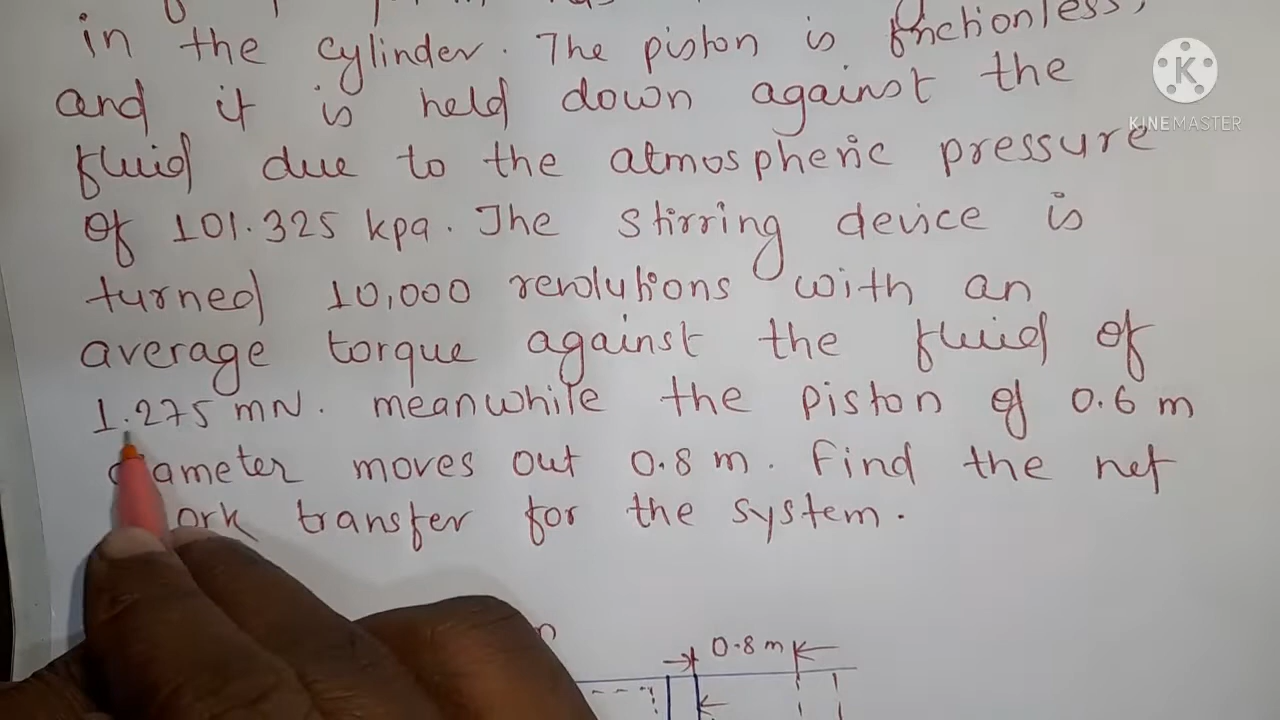 in the cylinder. The piston is frictionless,
and it is held down against the
fluid due to the atmospheric pressure
of 101.325 kpa. The stirring device is
turned 10,000 revolutions with an
average torque against the fluid of
1.275 mN. meanwhile the piston of 0.6 m
diameter moves out 0.8 m. Find the net
ork transfer for the system.
0.8 m
K
KINEMASTER